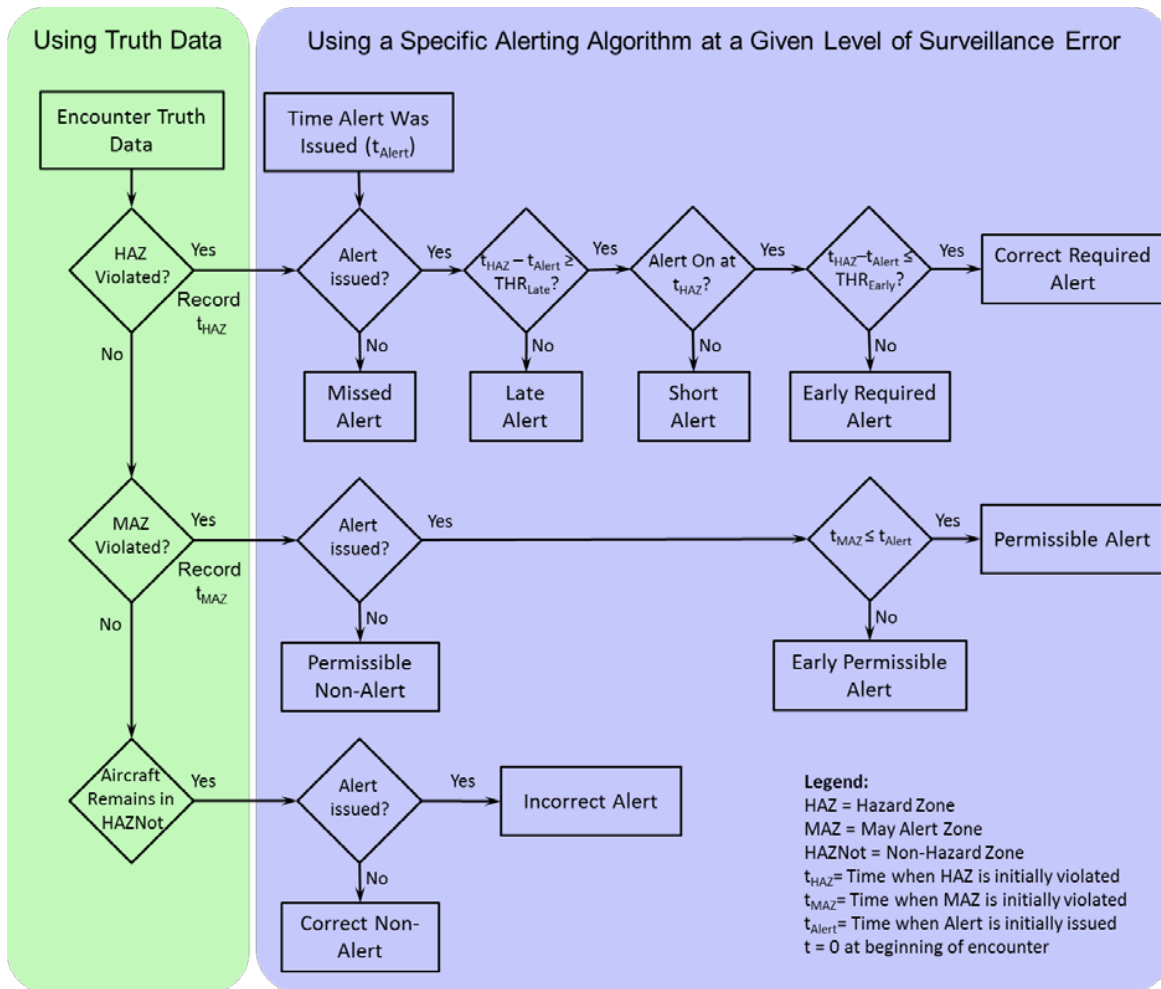 Using Truth Data
Using a Specific Alerting Algorithm at a Given Level of Surveillance Error
Encounter Truth
Data
Time Alert Was
Issued (tAlert)
HAZ
Violated?
Yes
Record
tHAZ
No
Alert
issued?
Yes
No
tHAZ – tAlert ≥
THRLate?
Yes
No
Alert On at
tHAZ?
Yes
No
tHAZ–tAlert ≤
THREarly?
Yes
No
Correct Required
Alert
Missed
Alert
Late
Alert
Short
Alert
Early Required
Alert
MAZ
Violated?
Yes
Record
tMAZ
No
Alert
issued?
Yes
No
tMAZ ≤ tAlert
Yes
No
Permissible Alert
Permissible
Non-Alert
Early Permissible
Alert
Aircraft
Remains in
HAZNot
Yes
Alert
issued?
Yes
No
Incorrect Alert
Correct Non-
Alert
Legend:
HAZ = Hazard Zone
MAZ = May Alert Zone
HAZNot = Non-Hazard Zone
tHAZ= Time when HAZ is initially violated
tMAZ= Time when MAZ is initially violated
tAlert= Time when Alert is initially issued
t = 0 at beginning of encounter